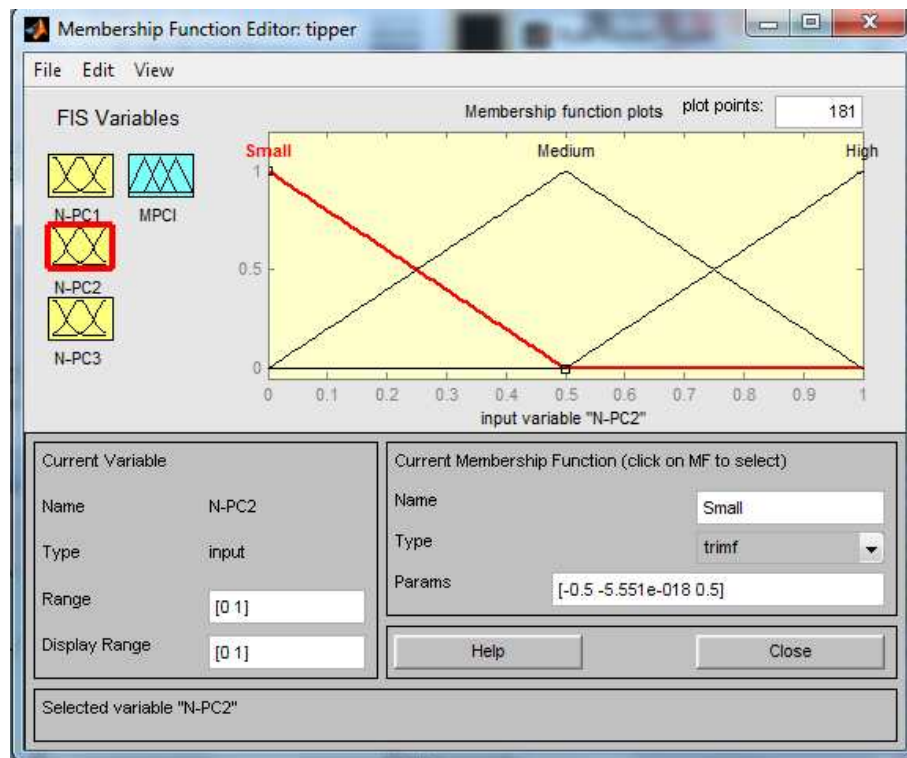 Membership Function Editor: tipper
File Edit View
FIS Variables
Membership function plots plot points: 181
Small Medium High
1
0.5
0
0 0.1 0.2 0.3 0.4 0.5 0.6 0.7 0.8 0.9 1
input variable "N-PC2"
N-PC1 MPCI
N-PC2
N-PC3
Current Variable
Name N-PC2
Type input
Range [0 1]
Display Range [0 1]
Current Membership Function (click on MF to select)
Name Small
Type trimf
Params [-0.5 -5.551e-018 0.5]
Help Close
Selected variable "N-PC2"